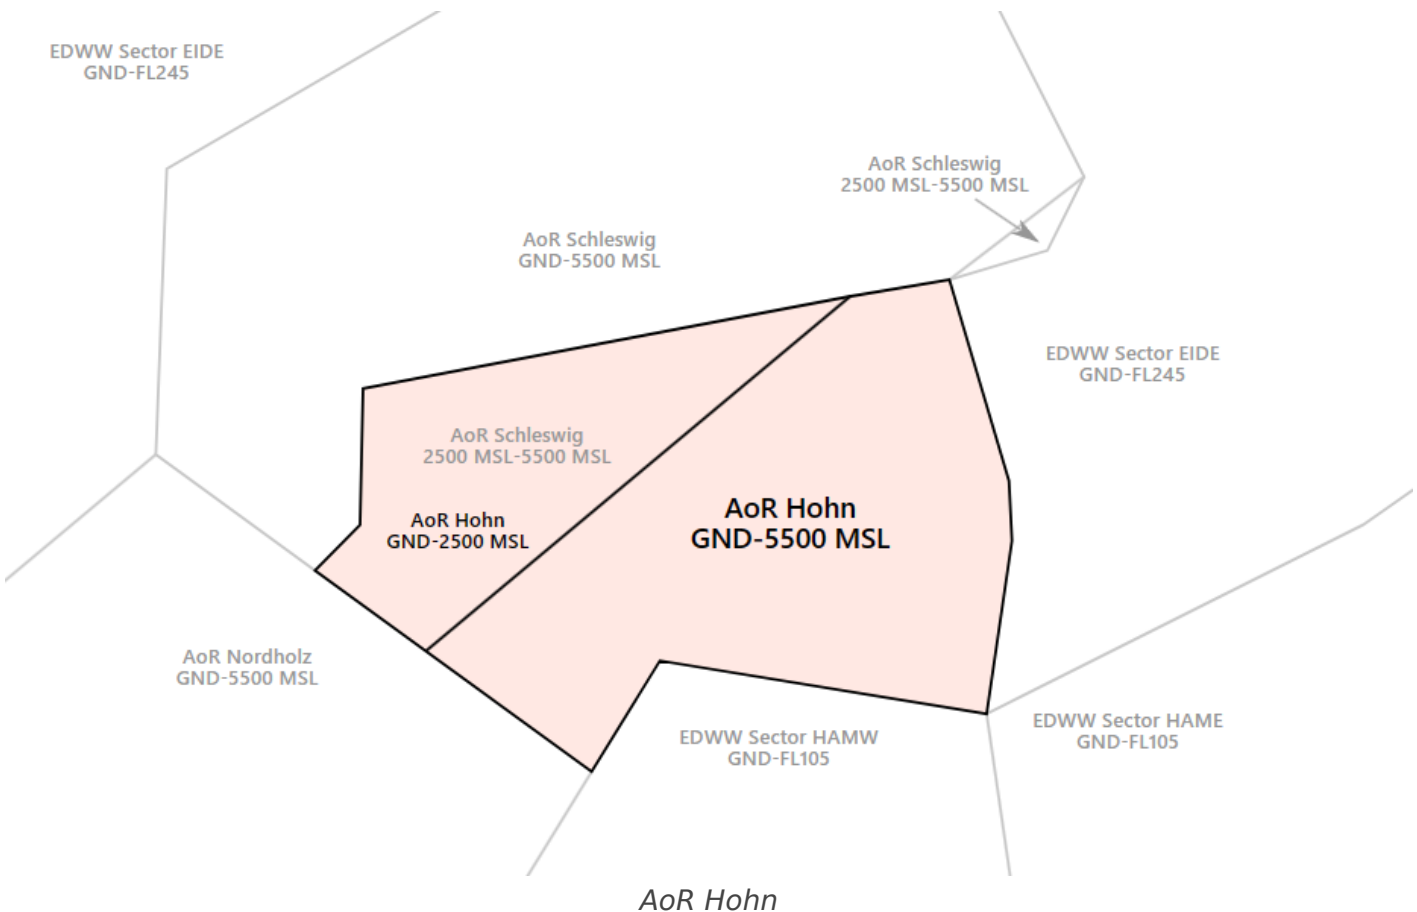 EDWW Sector EIDE
GND-FL245
AoR Schleswig
2500 MSL-5500 MSL
AoR Schleswig
GND-5500 MSL
EDWW Sector EIDE
GND-FL245
AoR Schleswig
2500 MSL-5500 MSL
AoR Hohn
GND-2500 MSL
AoR Hohn
GND-5500 MSL
AoR Nordholz
GND-5500 MSL
EDWW Sector HAMW
GND-FL105
EDWW Sector HAME
GND-FL105
AoR Hohn